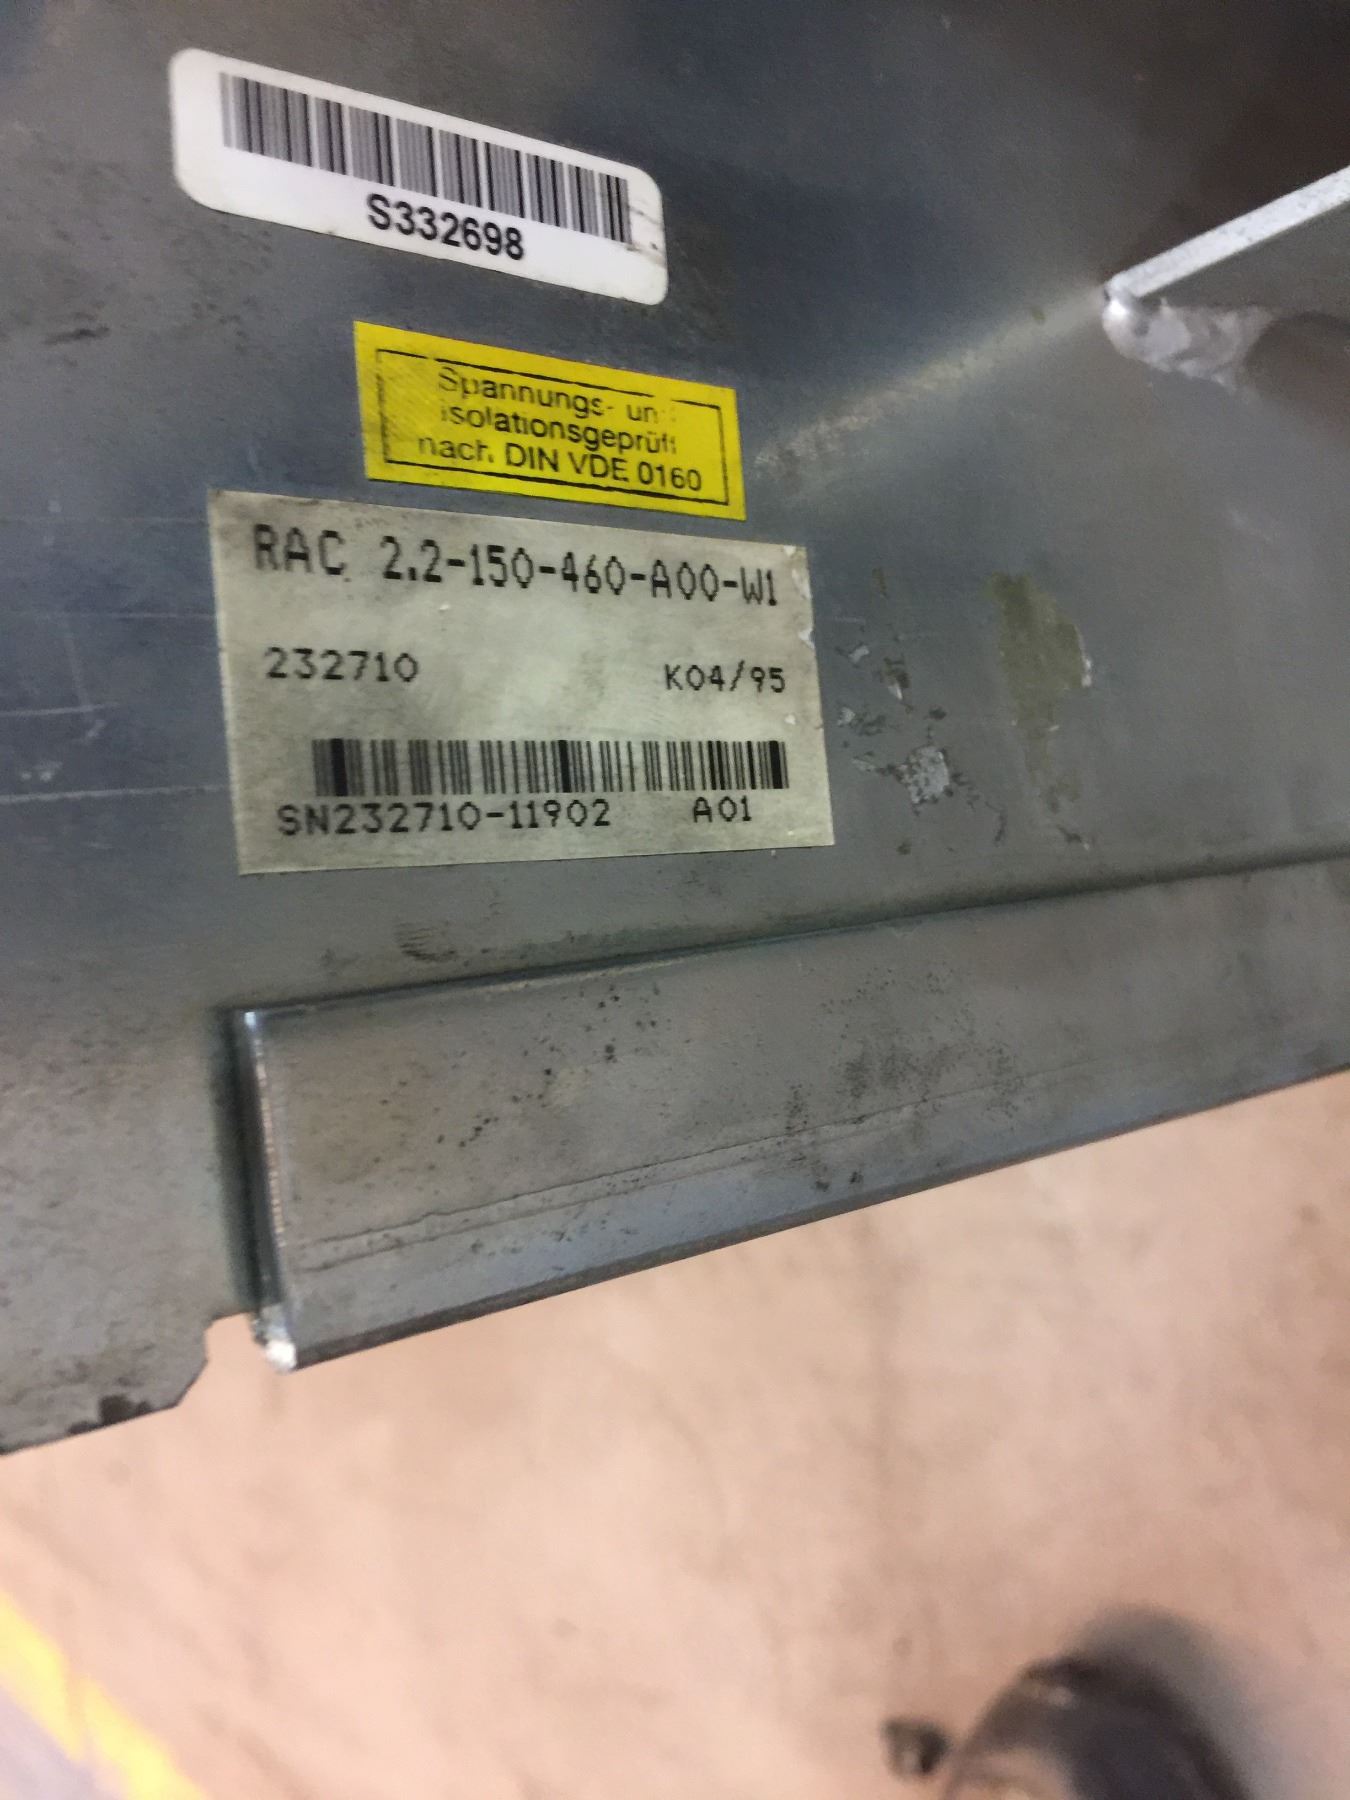 S332698
Spannungs- un
isolationsgeprüft
nach DIN VDE 0160
RAC 2.2-150-460-A00-W1
232710 K04/95
SN232710-11902 A01